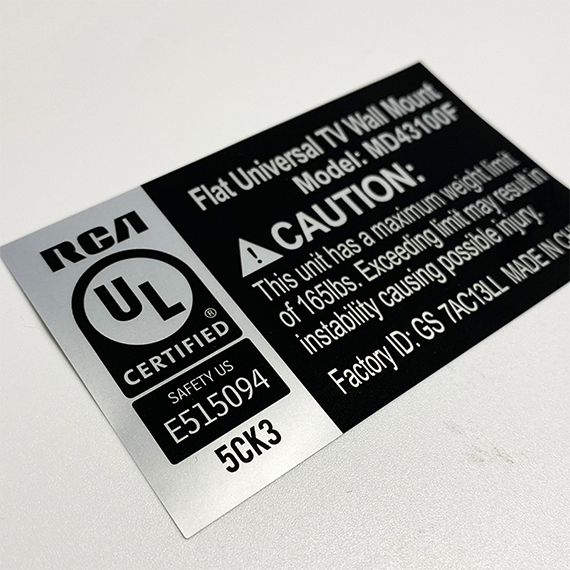 RCA
UL
®
CERTIFIED
SAFETY US
E515094
5CK3
Flat Universal TV Wall Mount
Model: MD43100F
CAUTION:
This unit has a maximum weight limit
of 165lbs. Exceeding limit may result in
instability causing possible injury.
Factory ID: GS 7AC13LL MADE IN